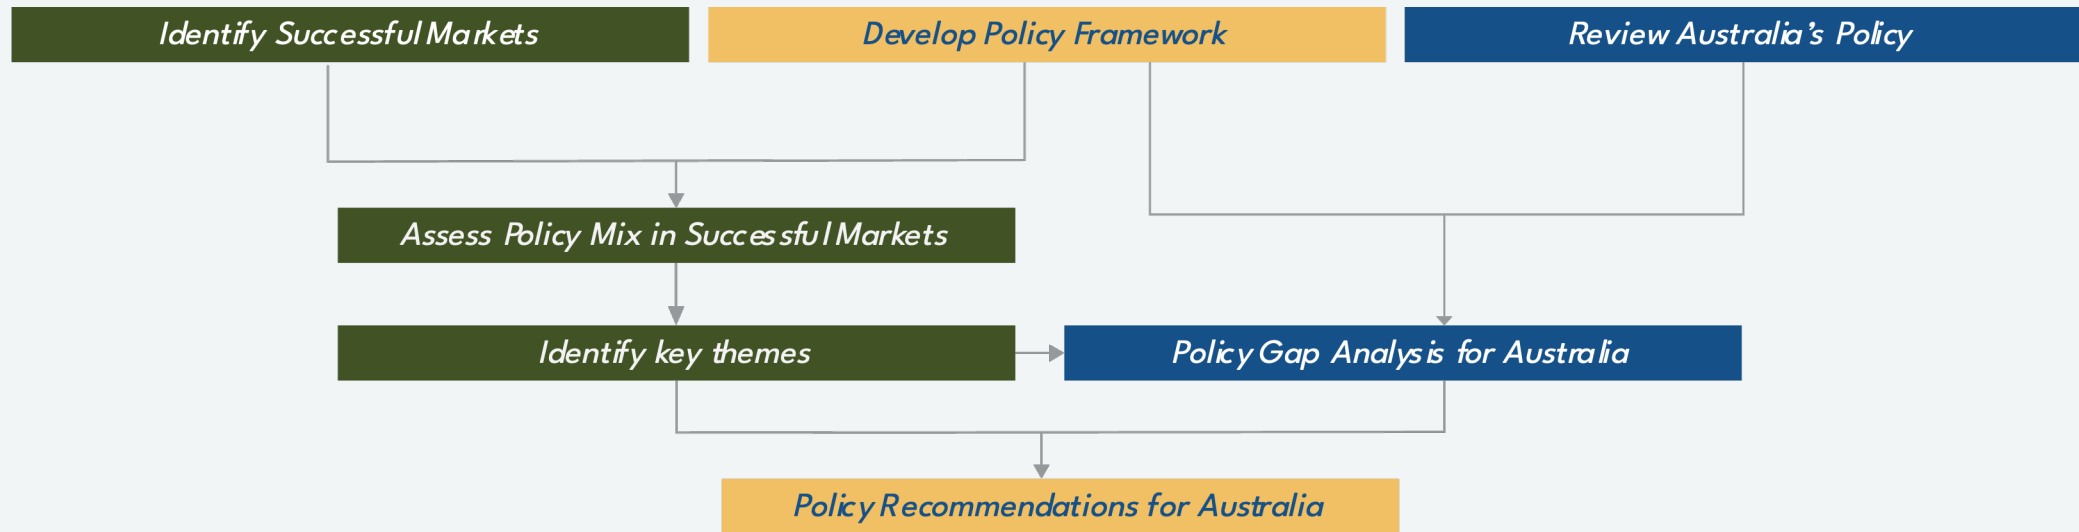 Identify Successful Markets
Develop Policy Framework
Review Australia's Policy
Assess Policy Mix in Successful Markets
Identify key themes
Policy Gap Analysis for Australia
Policy Recommendations for Australia